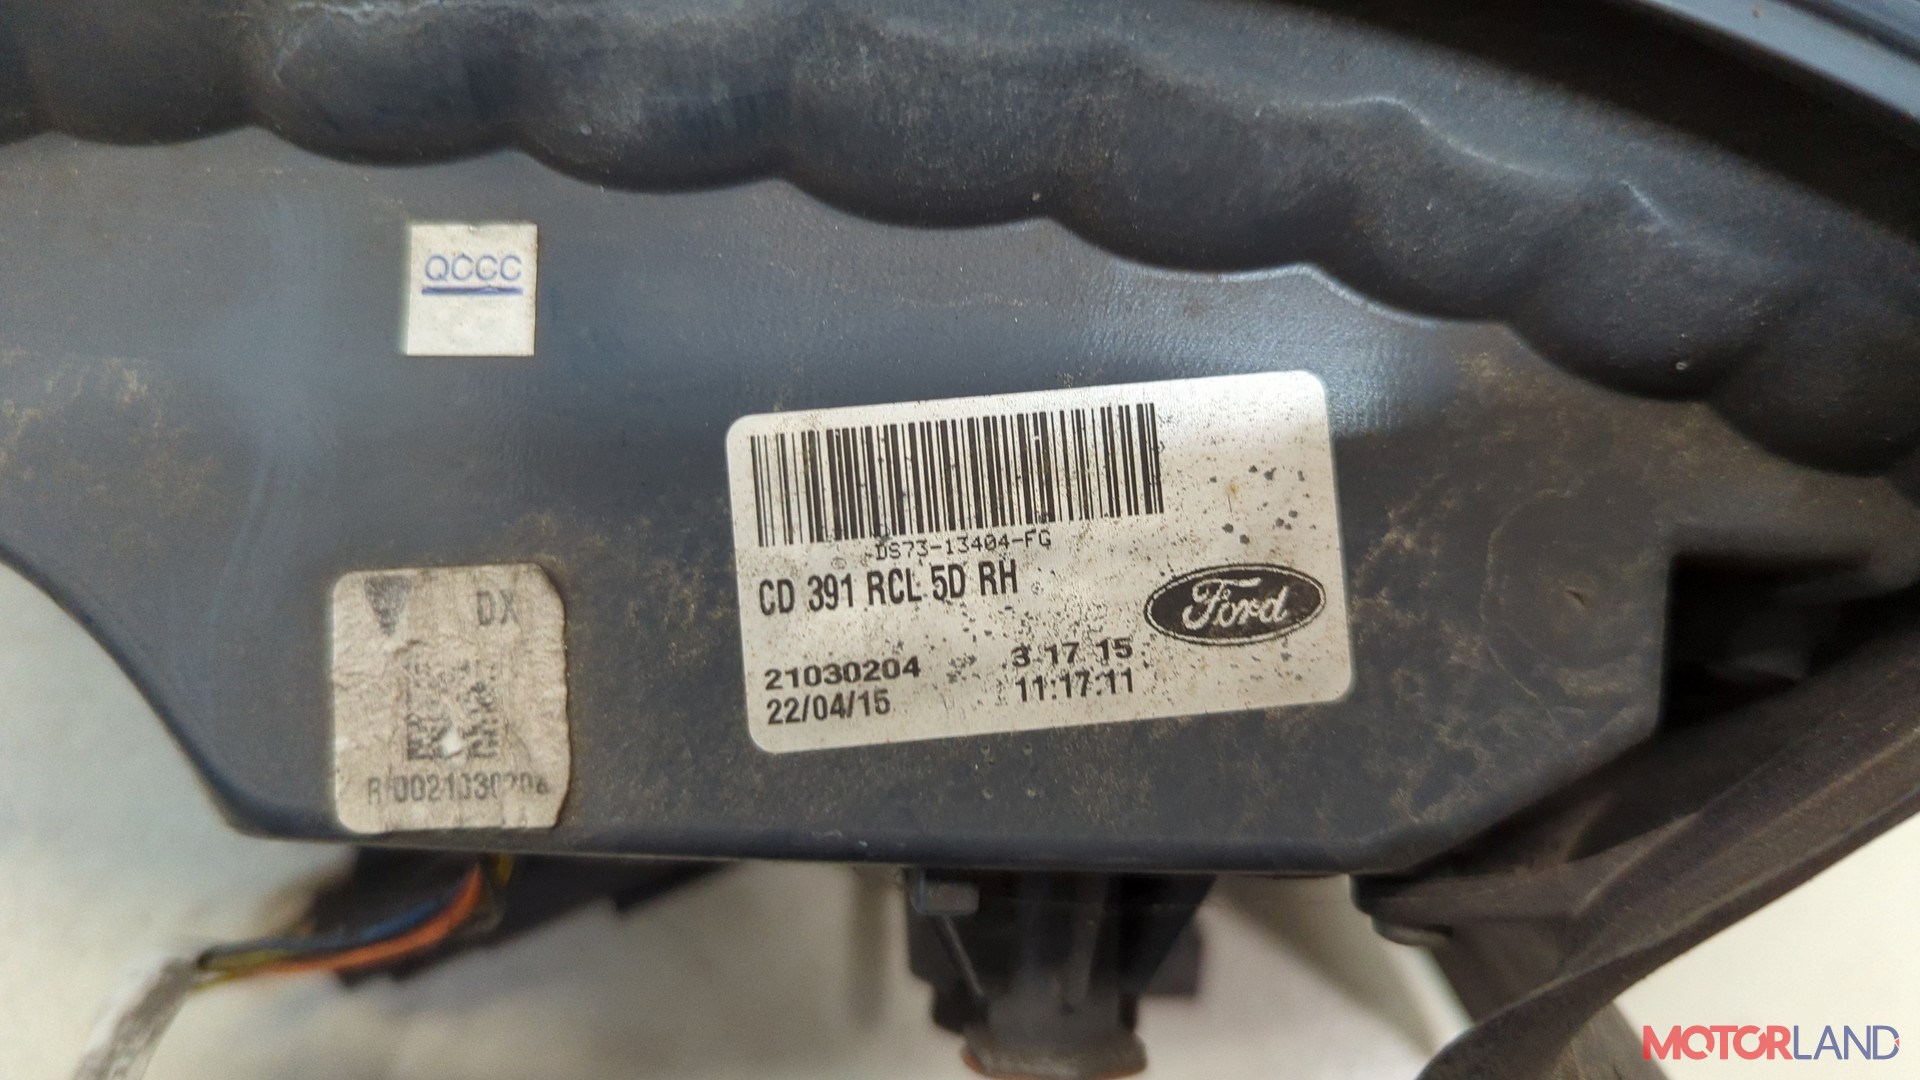 QCCC
DS73-13404-FG
CD 391 RCL 5D RH
Ford
21030204
3 17 15
22/04/15
11:17:11
DX
MOTORLAND